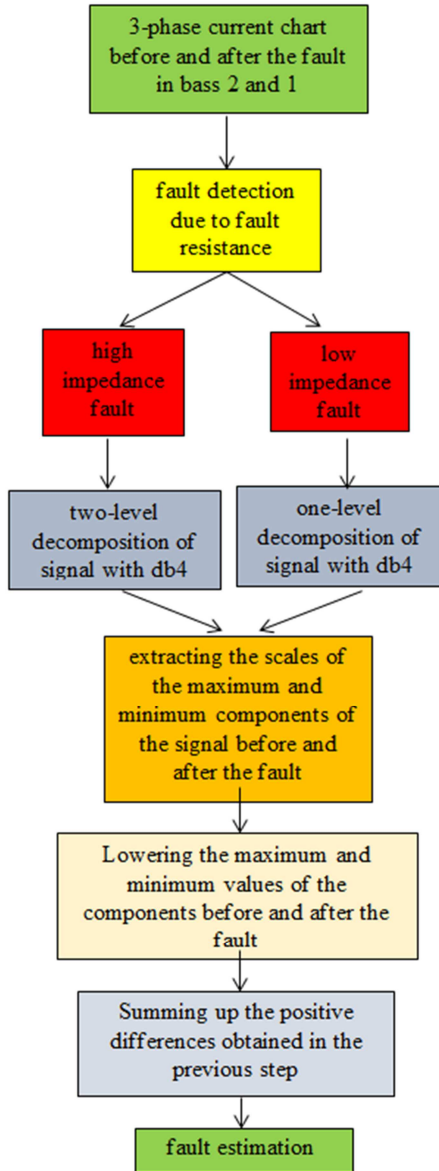 3-phase current chart
before and after the fault
in bass 2 and 1
fault detection
due to fault
resistance
high
impedance
fault
low
impedance
fault
two-level
decomposition of
signal with db4
one-level
decomposition of
signal with db4
extracting the scales of
the maximum and
minimum components of
the signal before and
after the fault
Lowering the maximum and
minimum values of the
components before and after the
fault
Summing up the positive
differences obtained in the
previous step
fault estimation